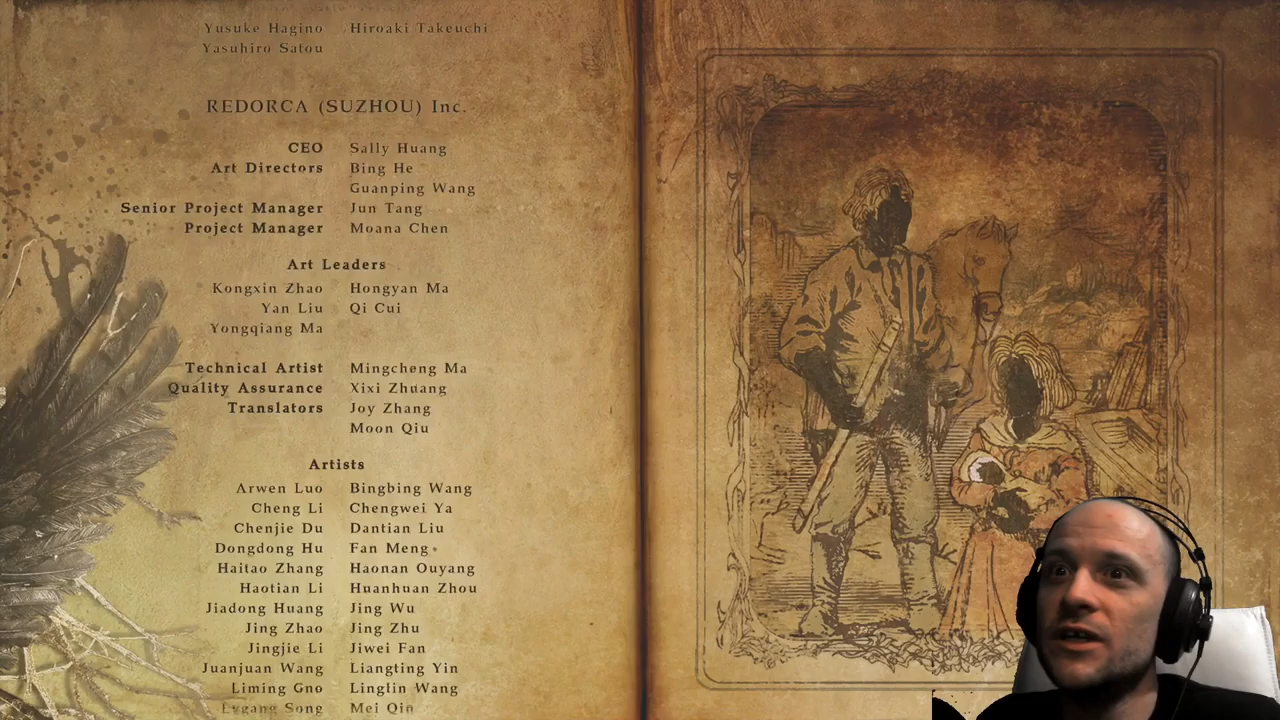 Yusuke Hagino Hiroaki Takeuchi
Yasuhiro Satou
REDORCA (SUZHOU) Inc.
CEO Sally Huang
Art Directors Bing He
Guanping Wang
Senior Project Manager Jun Tang
Project Manager Moana Chen
Art Leaders
Kongxin Zhao Hongyan Ma
Yan Liu Qi Cui
Yongqiang Ma
Technical Artist Mingcheng Ma
Quality Assurance Xixi Zhuang
Translators Joy Zhang
Moon Qiu
Artists
Arwen Luo Bingbing Wang
Cheng Li Chengwei Ya
Chenjie Du Dantian Liu
Dongdong Hu Fan Meng
Haitao Zhang Haonan Ouyang
Haotian Li Huanhuan Zhou
Jiadong Huang Jing Wu
Jing Zhao Jing Zhu
Jingjie Li Jiwei Fan
Juanjuan Wang Liangting Yin
Liming Gno Linglin Wang
Song Mei Qin